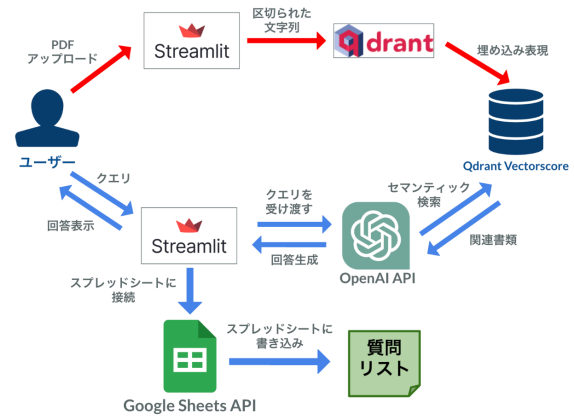 区切られた
文字列
PDF
アップロード
Streamlit
qdrant
埋め込み表現
ユーザー
Qdrant Vectorscore
クエリ
クエリを
受け渡す
セマンティック
検索
回答表示
Streamlit
回答生成
関連書類
OpenAI API
スプレッドシートに
接続
スプレッドシートに
書き込み
質問
リスト
Google Sheets API